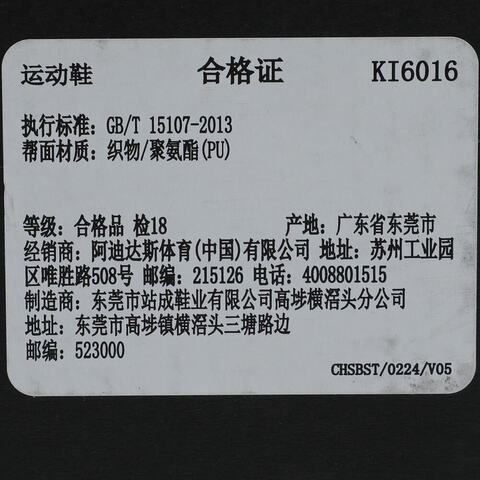 运动鞋 合格证 KI6016
执行标准: GB/T 15107-2013
帮面材质: 织物/聚氨酯(PU)
等级: 合格品 检18 产地: 广东省东莞市
经销商: 阿迪达斯体育(中国)有限公司 地址: 苏州工业园
区唯胜路508号 邮编: 215126 电话: 4008801515
制造商: 东莞市站成鞋业有限公司高埗横滘头分公司
地址: 东莞市高埗镇横滘头三塘路边
邮编: 523000
CHSBST/0224/V05